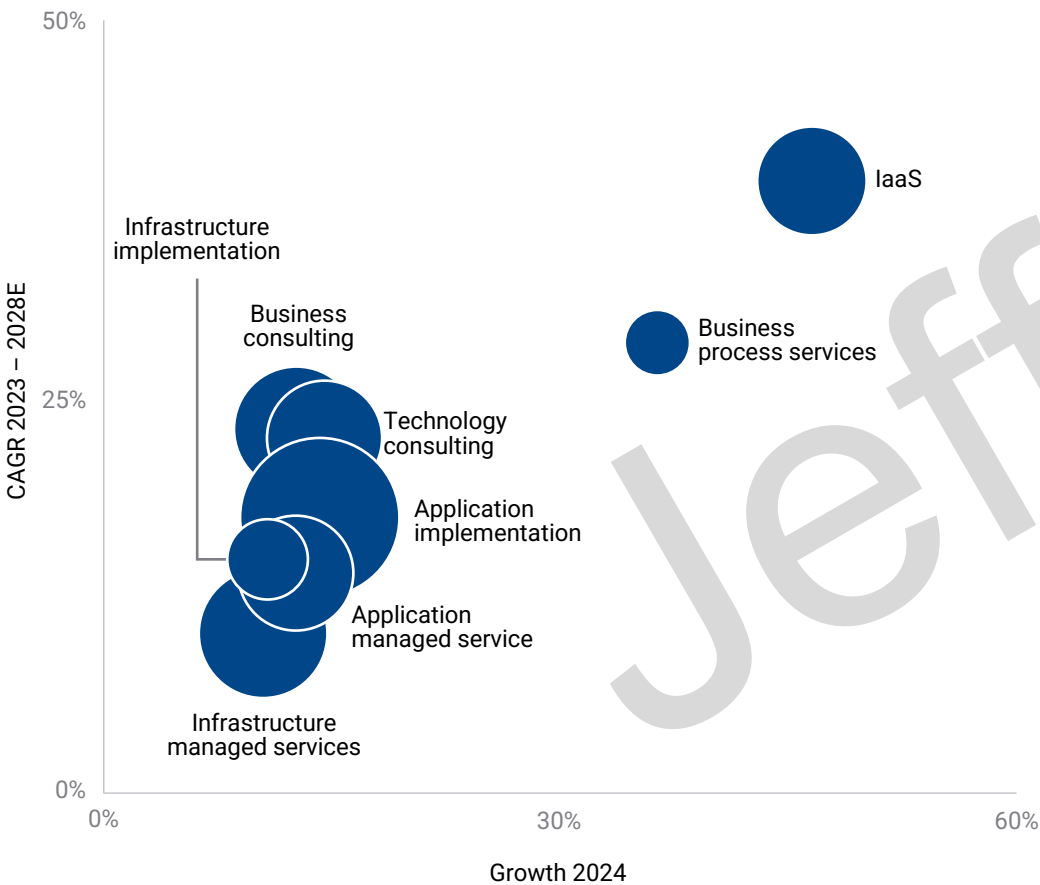 50%
IaaS
Infrastructure
implementation
Business
consulting
Business
process services
CAGR 2023 – 2028E
25%
Technology
consulting
Application
implementation
Application
managed service
Infrastructure
managed services
0%
0%
30%
60%
Growth 2024
Jeff